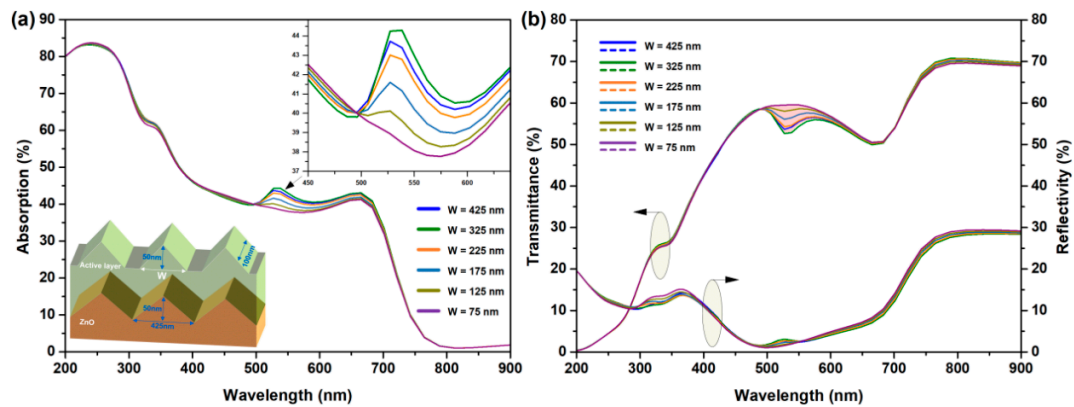 (a)
90
80
70
60
50
40
30
20
10
0
Absorption (%)
200 300 400 500 600 700 800 900
Wavelength (nm)
44
43
42
41
40
39
38
37
450 500 550 600
W = 425 nm
W = 325 nm
W = 225 nm
W = 175 nm
W = 125 nm
W = 75 nm
Active layer
50nm
W
100nm
50nm
425nm
ZnO
(b)
80
70
60
50
40
30
20
10
0
Transmittance (%)
W = 425 nm
W = 325 nm
W = 225 nm
W = 175 nm
W = 125 nm
W = 75 nm
200 300 400 500 600 700 800 900
Wavelength (nm)
80
70
60
50
40
30
20
10
0
Reflectivity (%)